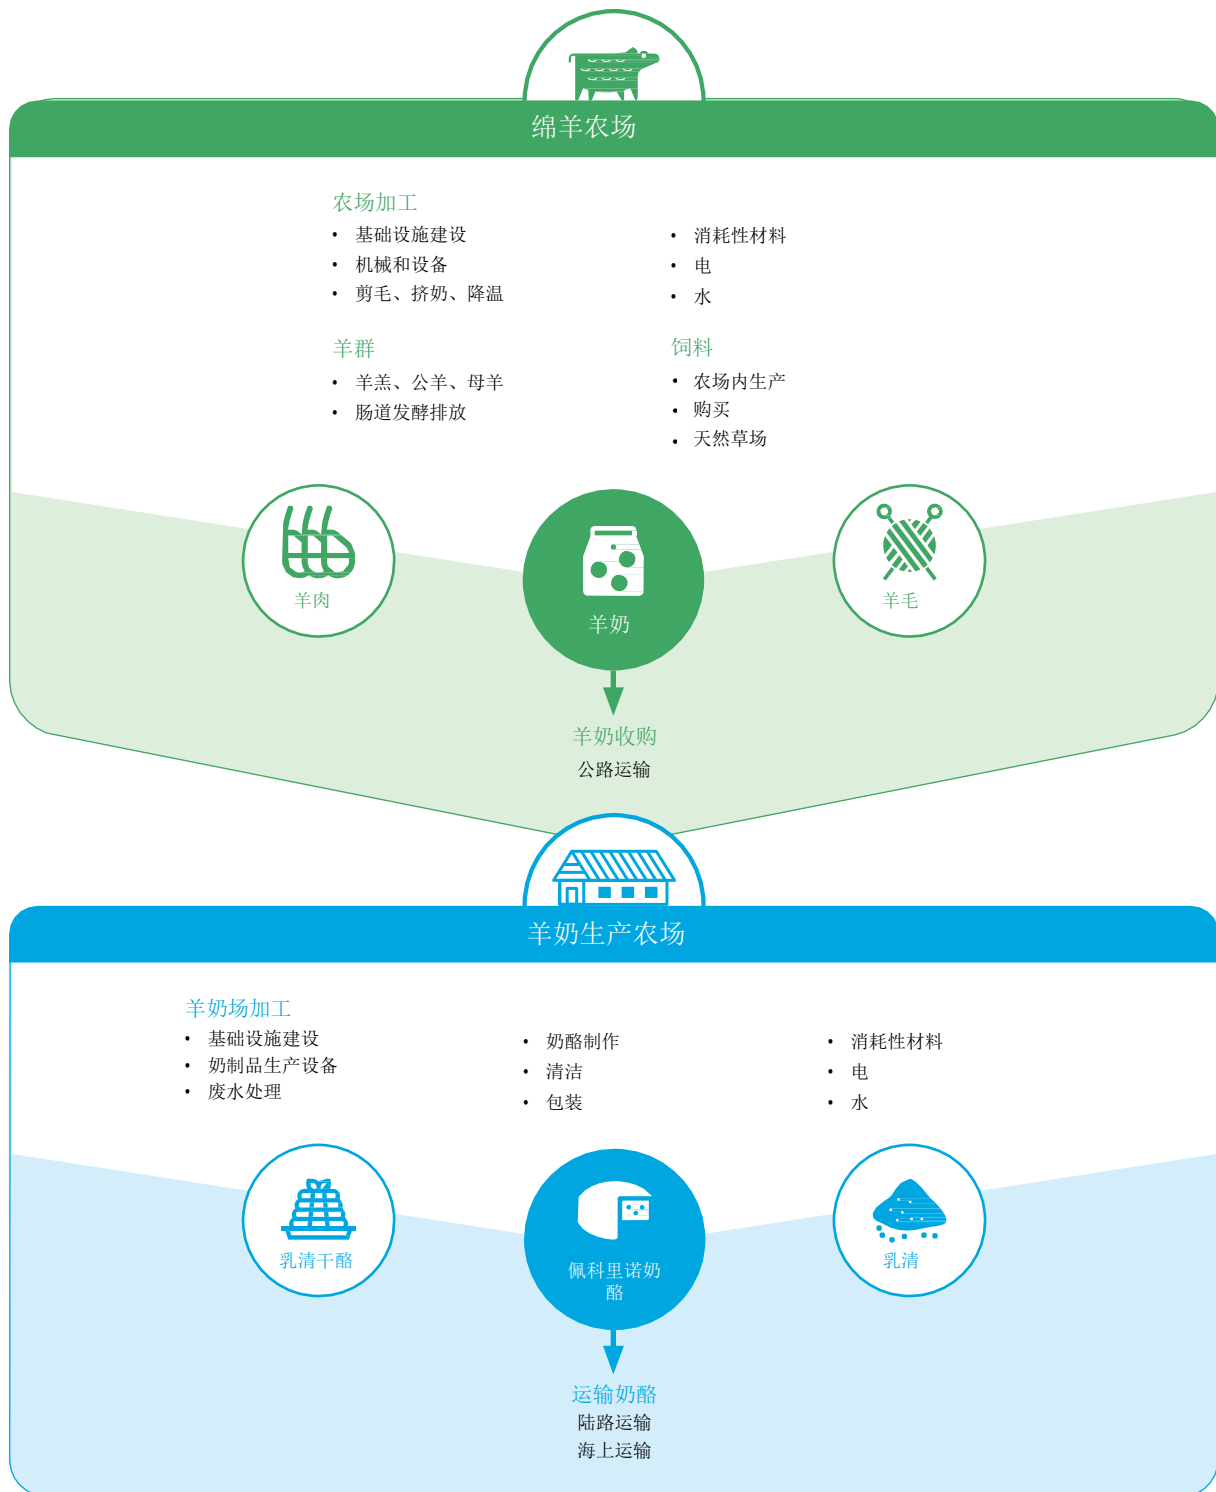 绵羊农场
农场加工
• 基础设施建设
• 机械和设备
• 剪毛、挤奶、降温
• 消耗性材料
• 电
• 水
羊群
• 羊羔、公羊、母羊
• 肠道发酵排放
饲料
• 农场内生产
• 购买
• 天然草场
羊肉
羊奶
羊毛
羊奶收购
公路运输
羊奶生产农场
羊奶场加工
• 基础设施建设
• 奶制品生产设备
• 废水处理
• 奶酪制作
• 清洁
• 包装
• 消耗性材料
• 电
• 水
乳清干酪
佩科里诺奶
酪
乳清
运输奶酪
陆路运输
海上运输